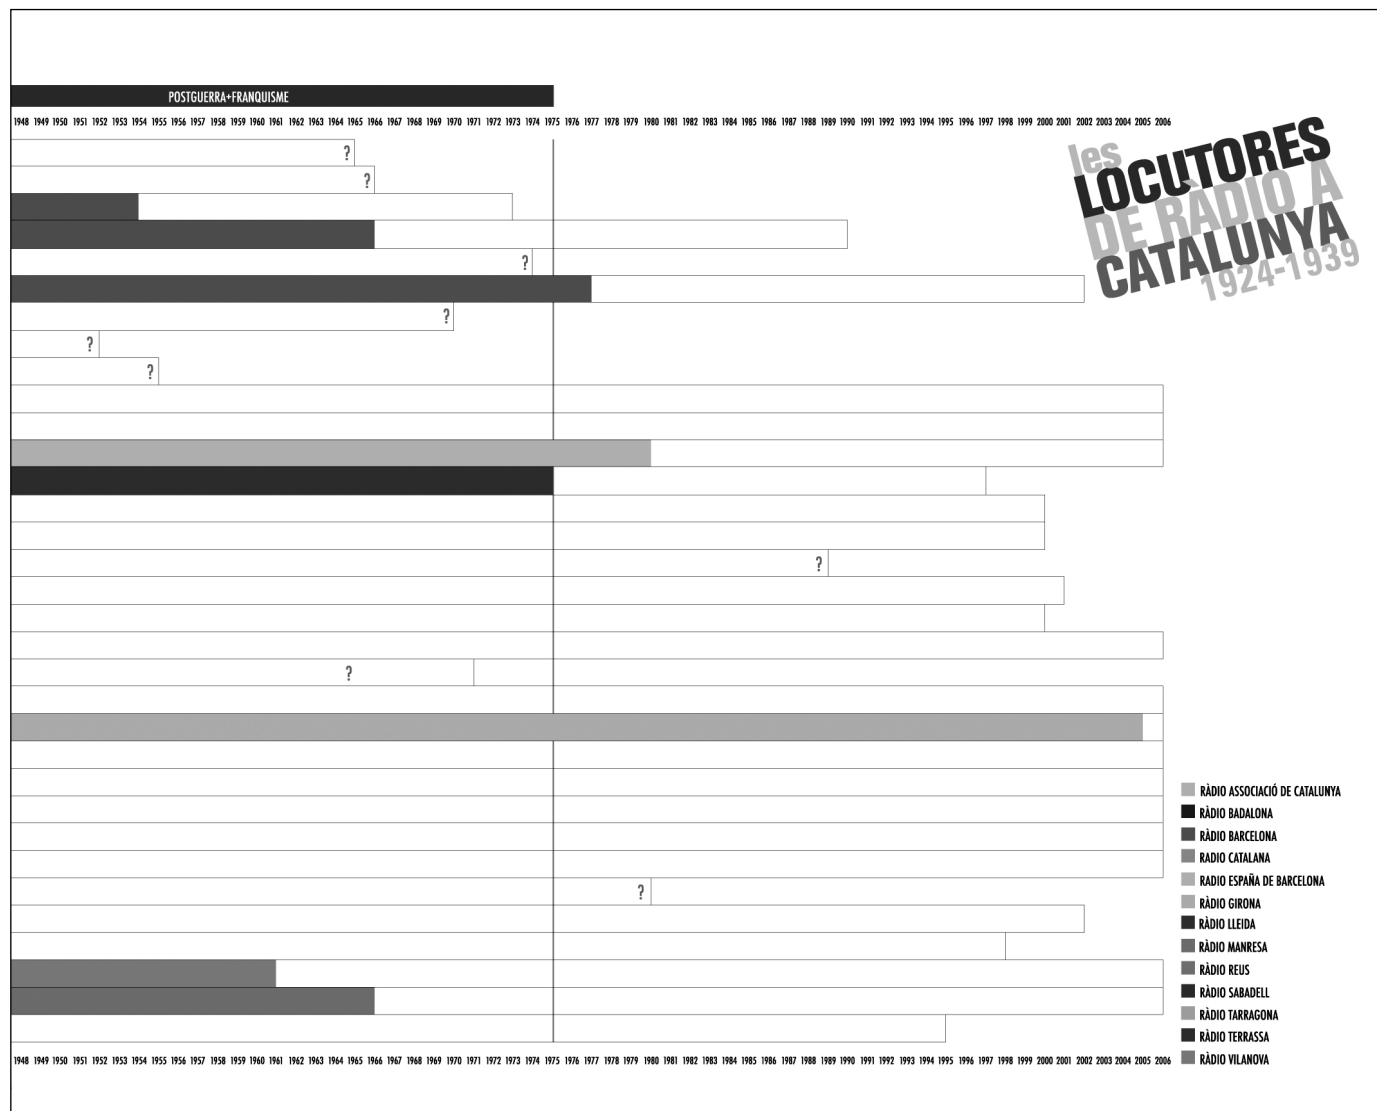 POSTGUERRA+FRANQUISME
1948 1949 1950 1951 1952 1953 1954 1955 1956 1957 1958 1959 1960 1961 1962 1963 1964 1965 1966 1967 1968 1969 1970 1971 1972 1973 1974 1975 1976 1977 1978 1979 1980 1981 1982 1983 1984 1985 1986 1987 1988 1989 1990 1991 1992 1993 1994 1995 1996 1997 1998 1999 2000 2001 2002 2003 2004 2005 2006
les
LOCUTORES
DE RÀDIO A
CATALUNYA
1924-1939
?
?
?
?
?
?
?
?
?
RÀDIO ASSOCIACIÓ DE CATALUNYA
RÀDIO BADALONA
RÀDIO BARCELONA
RADIO CATALANA
RADIO ESPAÑA DE BARCELONA
RÀDIO GIRONA
RÀDIO LLEIDA
RÀDIO MANRESA
RÀDIO REUS
RÀDIO SABADELL
RÀDIO TARRAGONA
RÀDIO TERRASSA
RÀDIO VILANOVA
1948 1949 1950 1951 1952 1953 1954 1955 1956 1957 1958 1959 1960 1961 1962 1963 1964 1965 1966 1967 1968 1969 1970 1971 1972 1973 1974 1975 1976 1977 1978 1979 1980 1981 1982 1983 1984 1985 1986 1987 1988 1989 1990 1991 1992 1993 1994 1995 1996 1997 1998 1999 2000 2001 2002 2003 2004 2005 2006